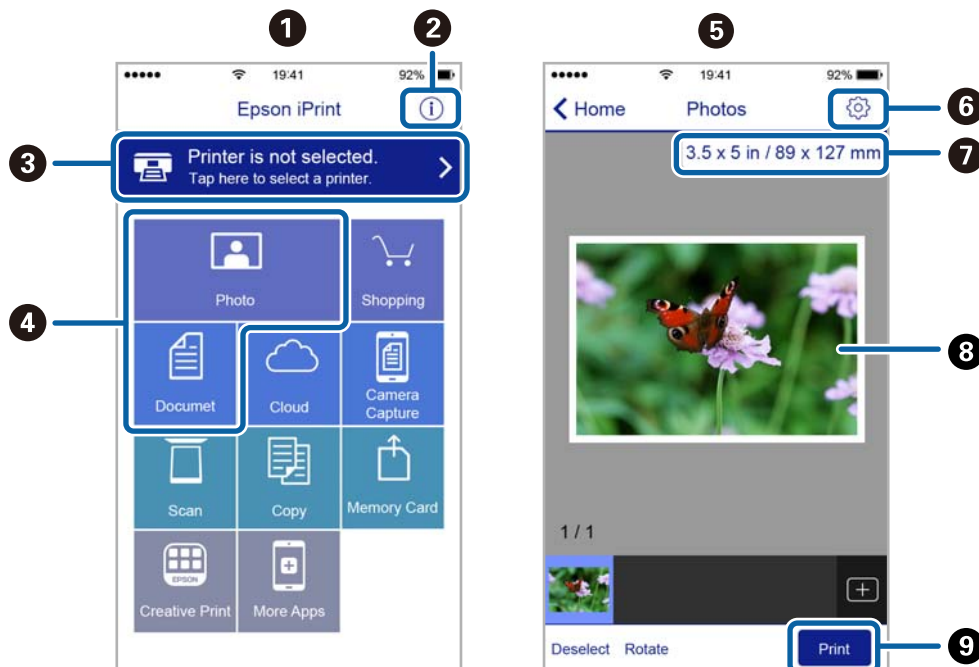 1
2
19:41
92%
Epson iPrint
3
Printer is not selected.
Tap here to select a printer.
4
Photo
Shopping
Documet
Cloud
Camera
Capture
Scan
Copy
Memory Card
EPSON
Creative Print
More Apps
5
19:41
92%
Home
Photos
6
3.5 x 5 in / 89 x 127 mm
7
8
1 / 1
Deselect
Rotate
Print
9